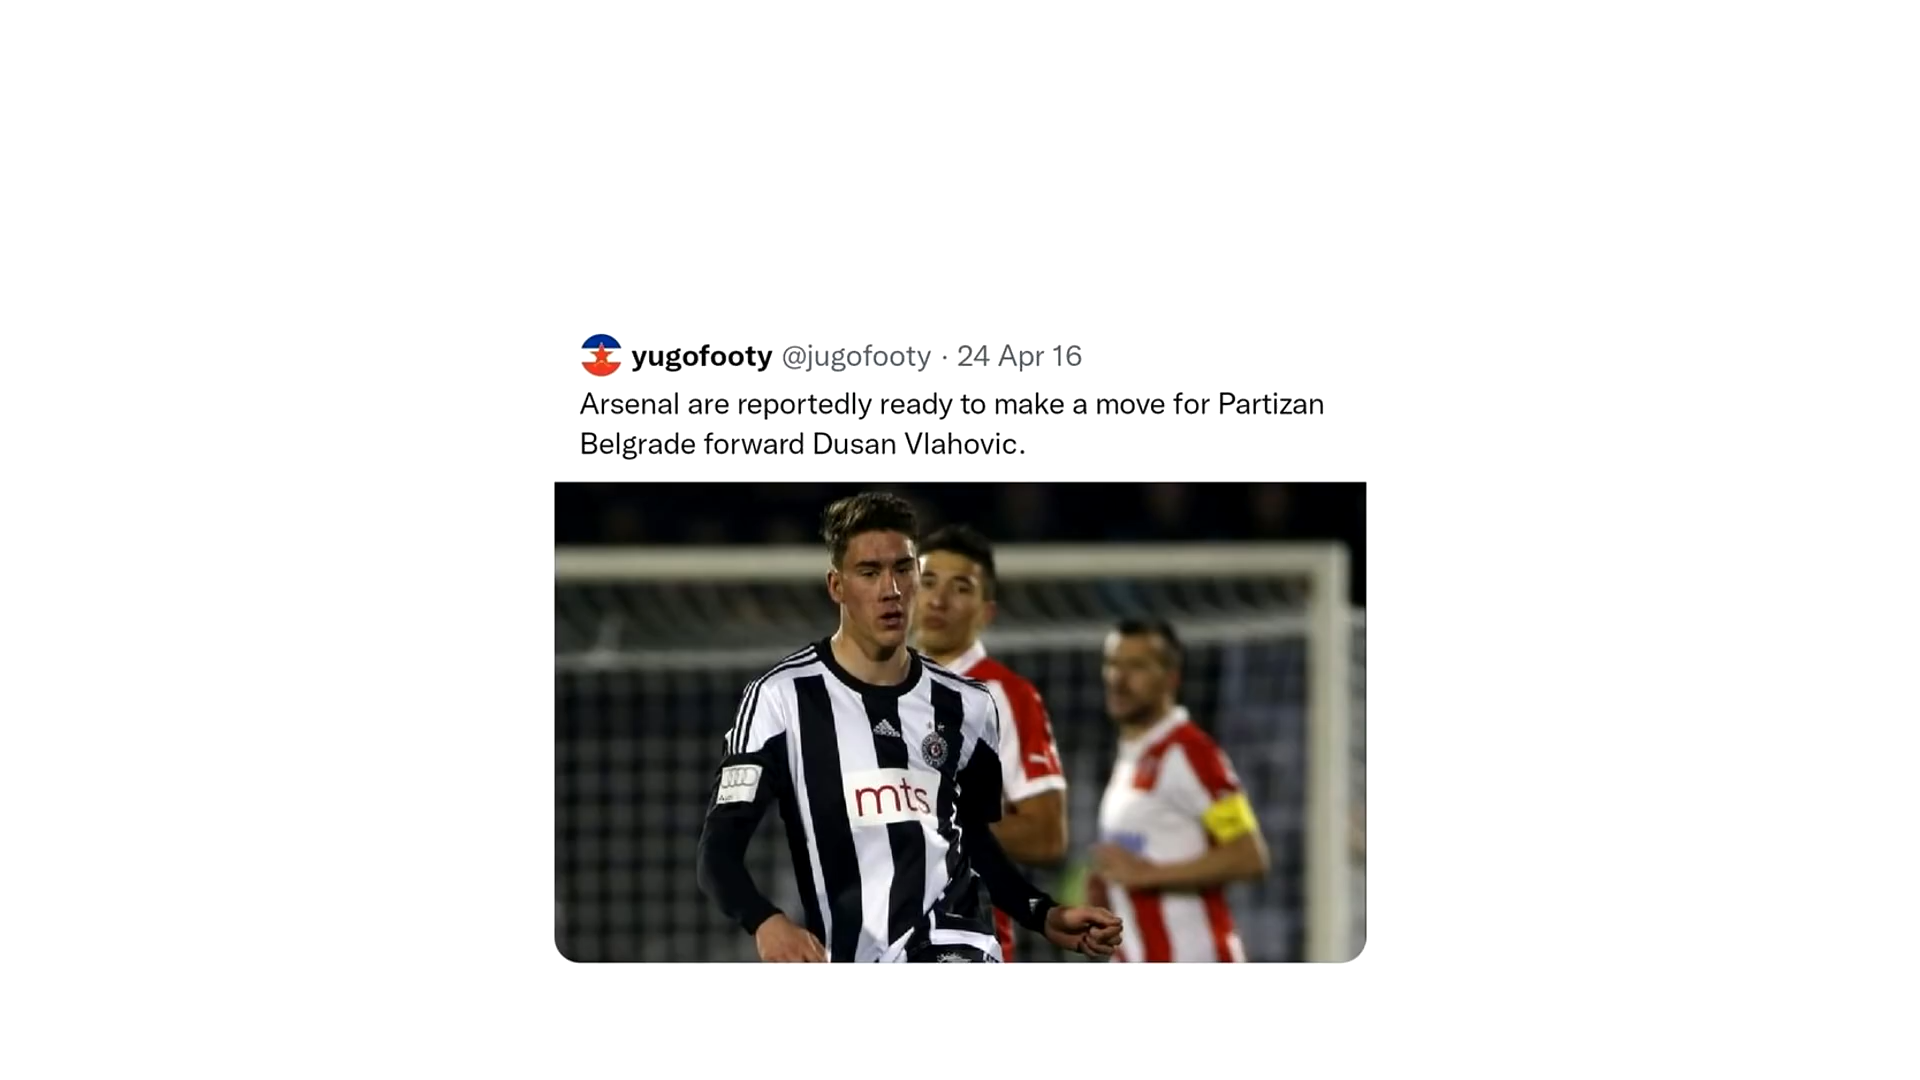 yugofooty @jugofooty · 24 Apr 16
Arsenal are reportedly ready to make a move for Partizan
Belgrade forward Dusan Vlahovic.
mts